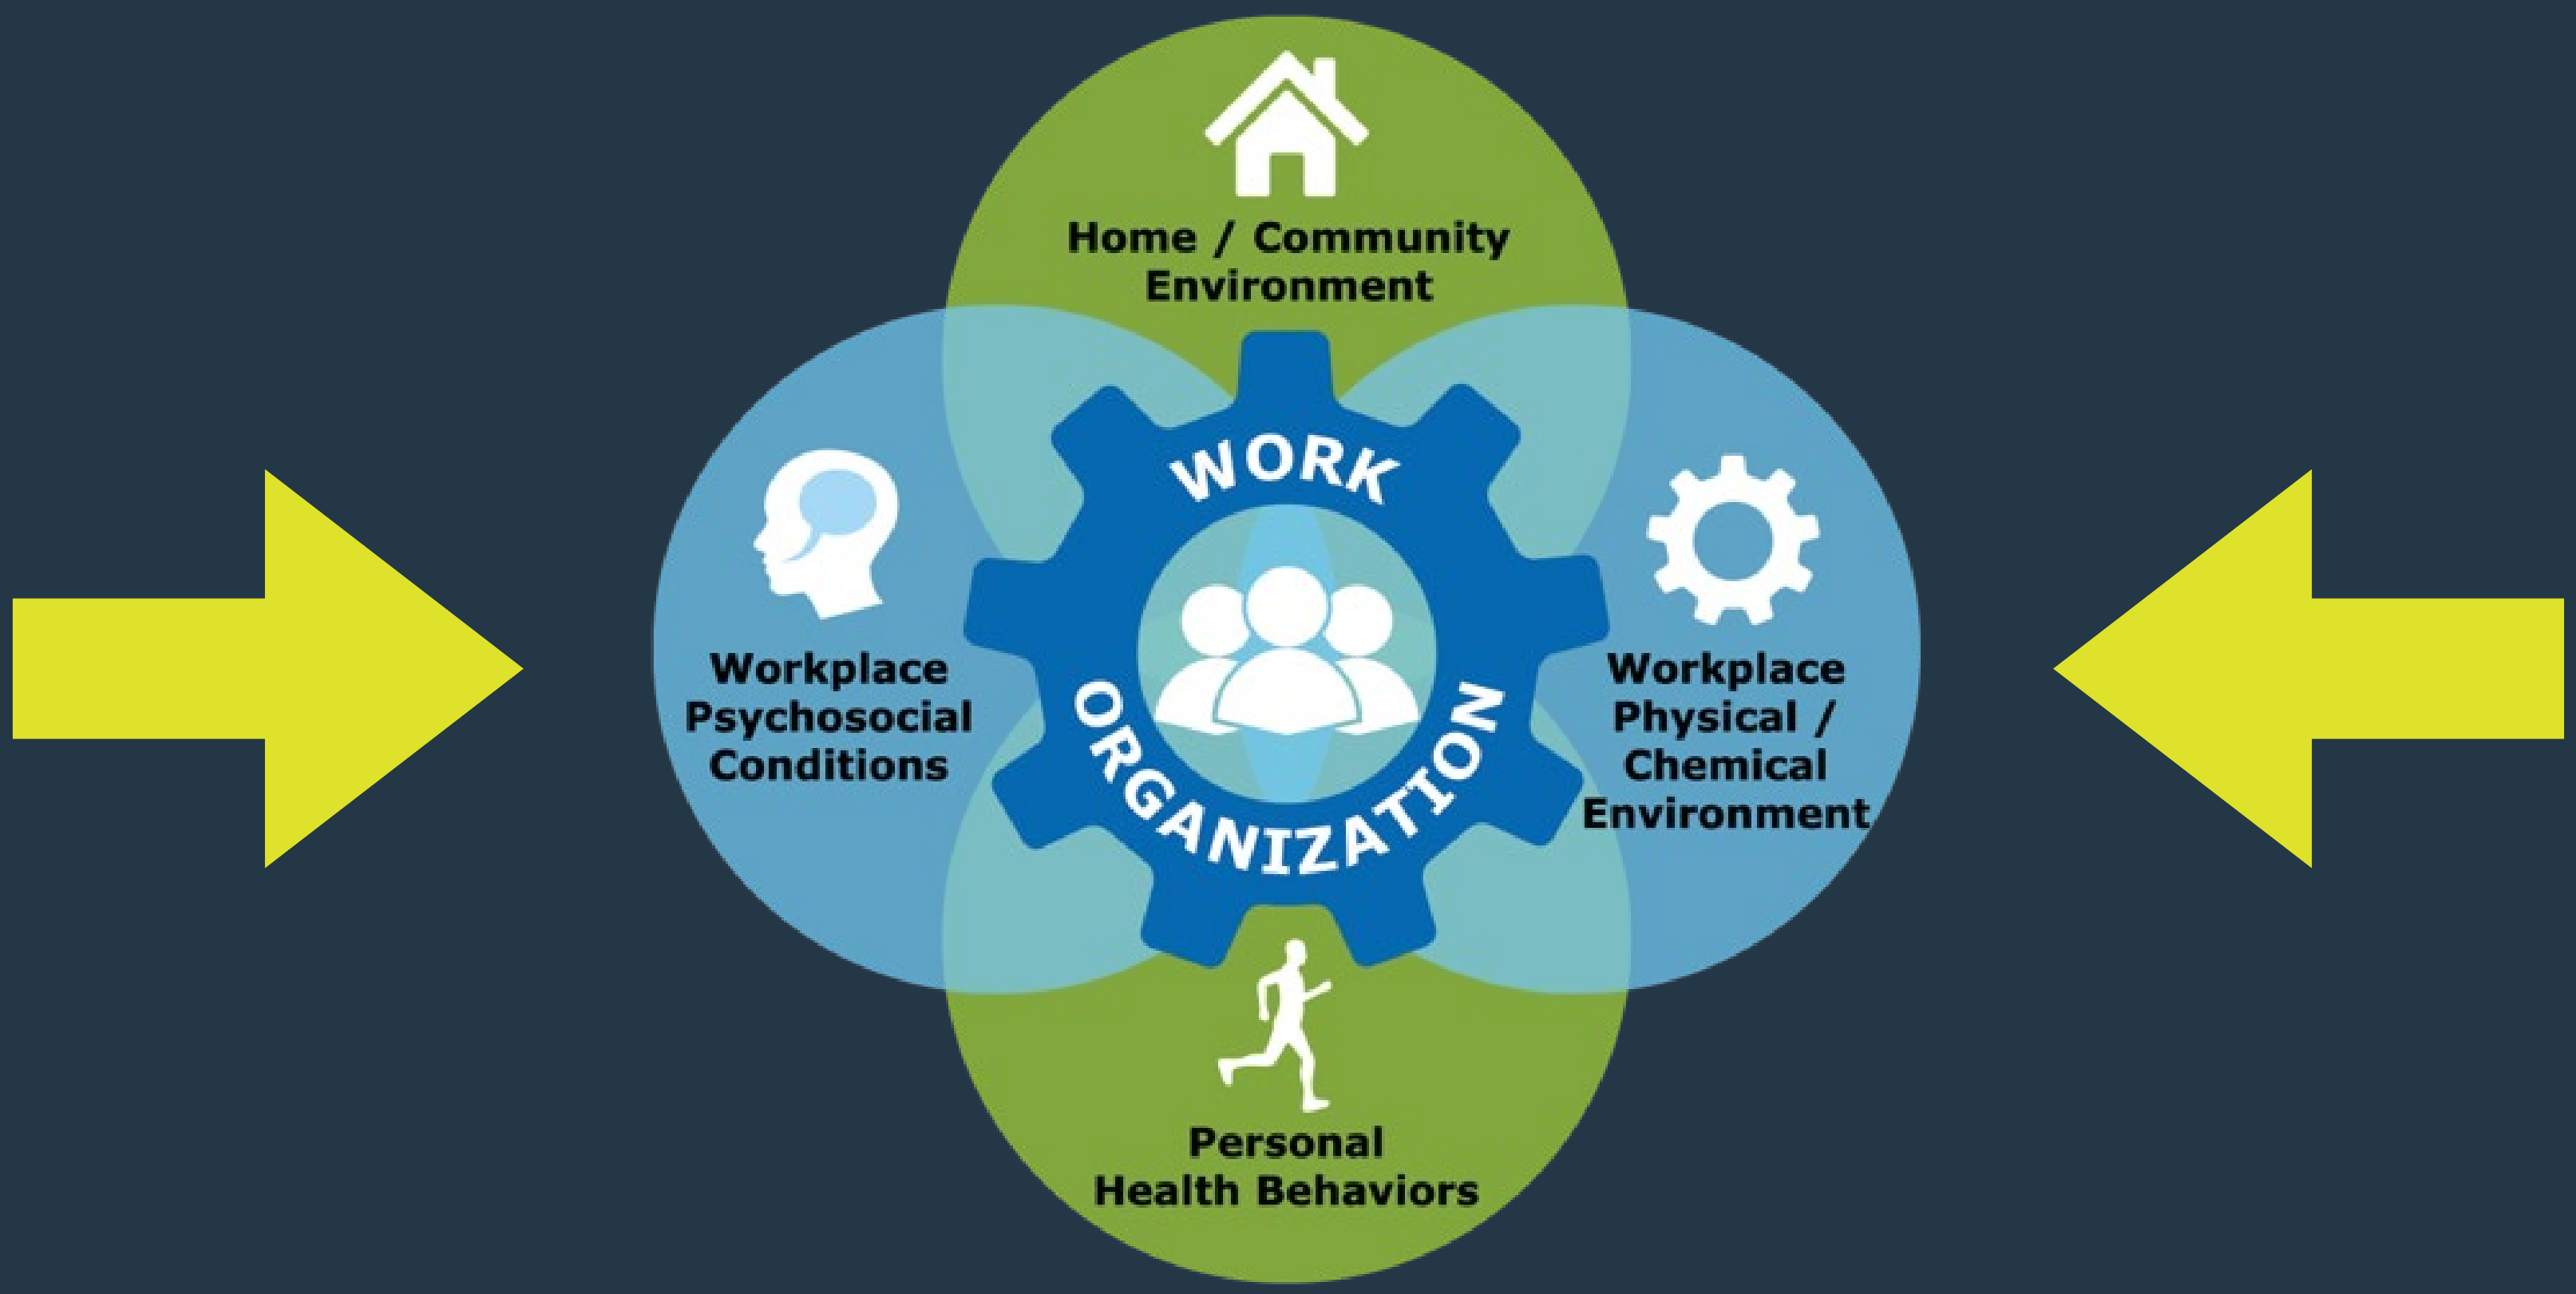 Home / Community
Environment
WORK
ORGANIZATION
Workplace
Psychosocial
Conditions
Workplace
Physical /
Chemical
Environment
Personal
Health Behaviors